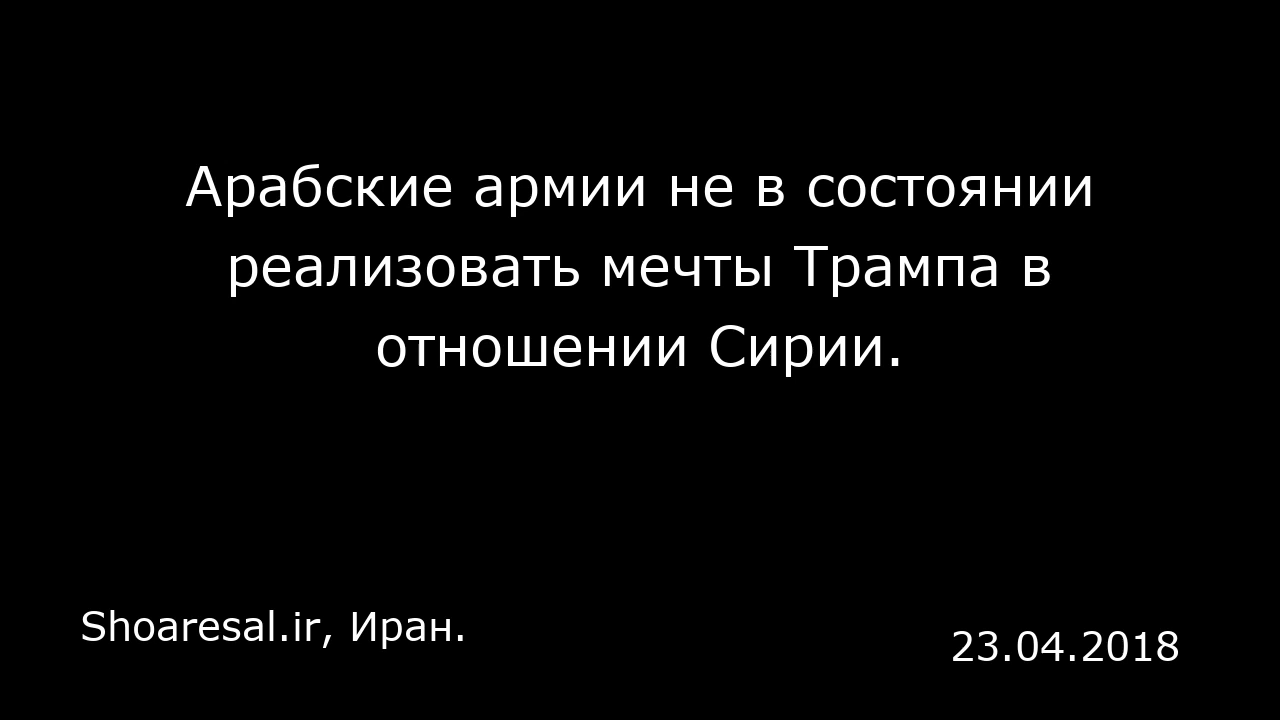 Арабские армии не в состоянии
реализовать мечты Трампа в
отношении Сирии.
Shoaresal.ir, Иран.
23.04.2018